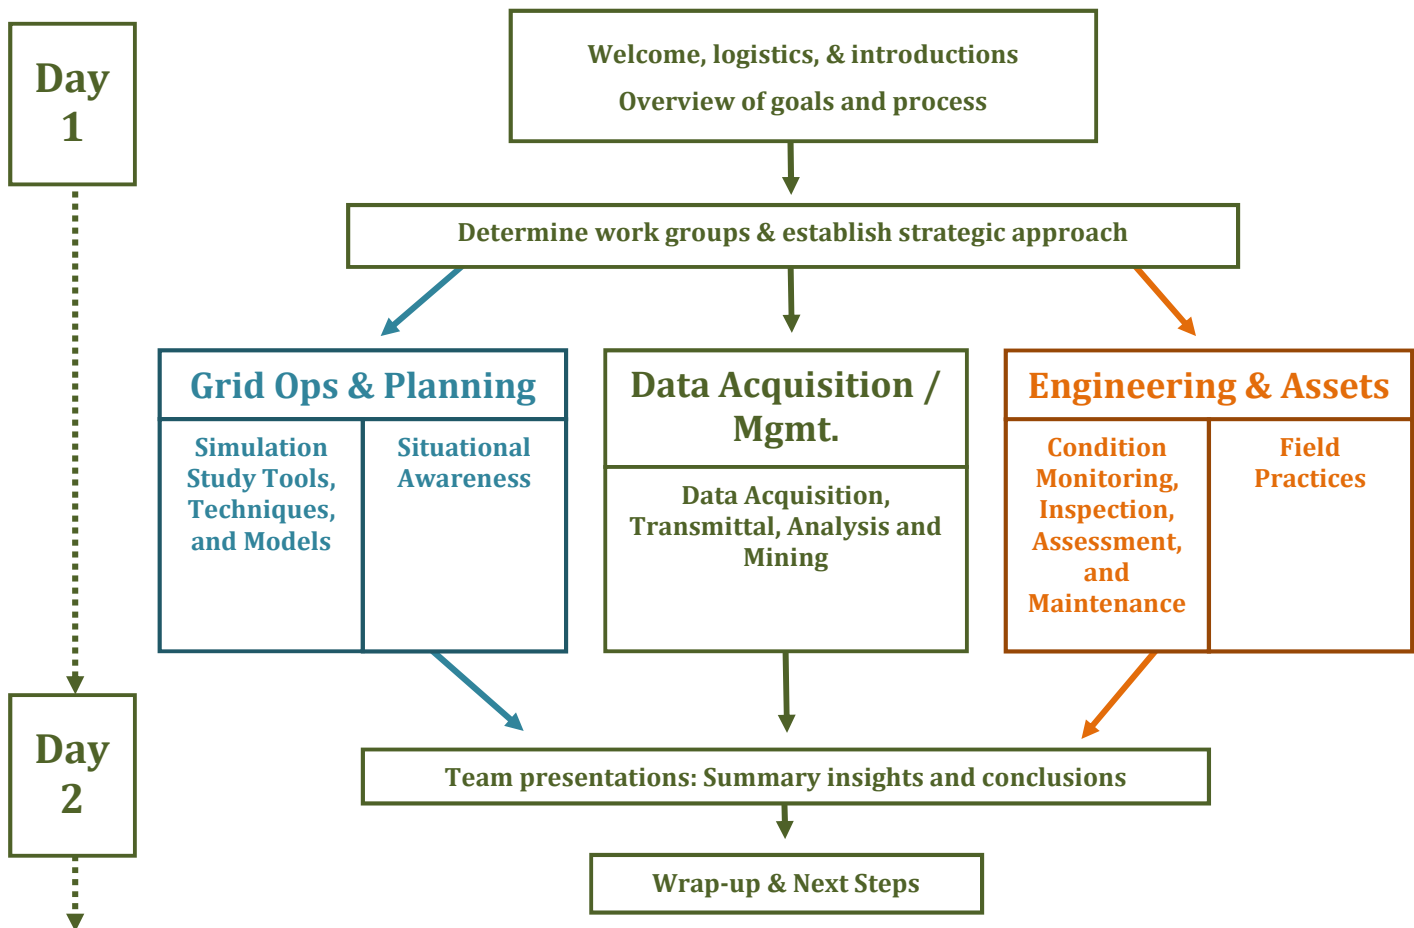 Day
1
Welcome, logistics, & introductions
Overview of goals and process
Determine work groups & establish strategic approach
Grid Ops & Planning
Simulation
Study Tools,
Techniques,
and Models
Situational
Awareness
Data Acquisition /
Mgmt.
Data Acquisition,
Transmittal, Analysis and
Mining
Engineering & Assets
Condition
Monitoring,
Inspection,
Assessment,
and
Maintenance
Field
Practices
Day
2
Team presentations: Summary insights and conclusions
Wrap-up & Next Steps